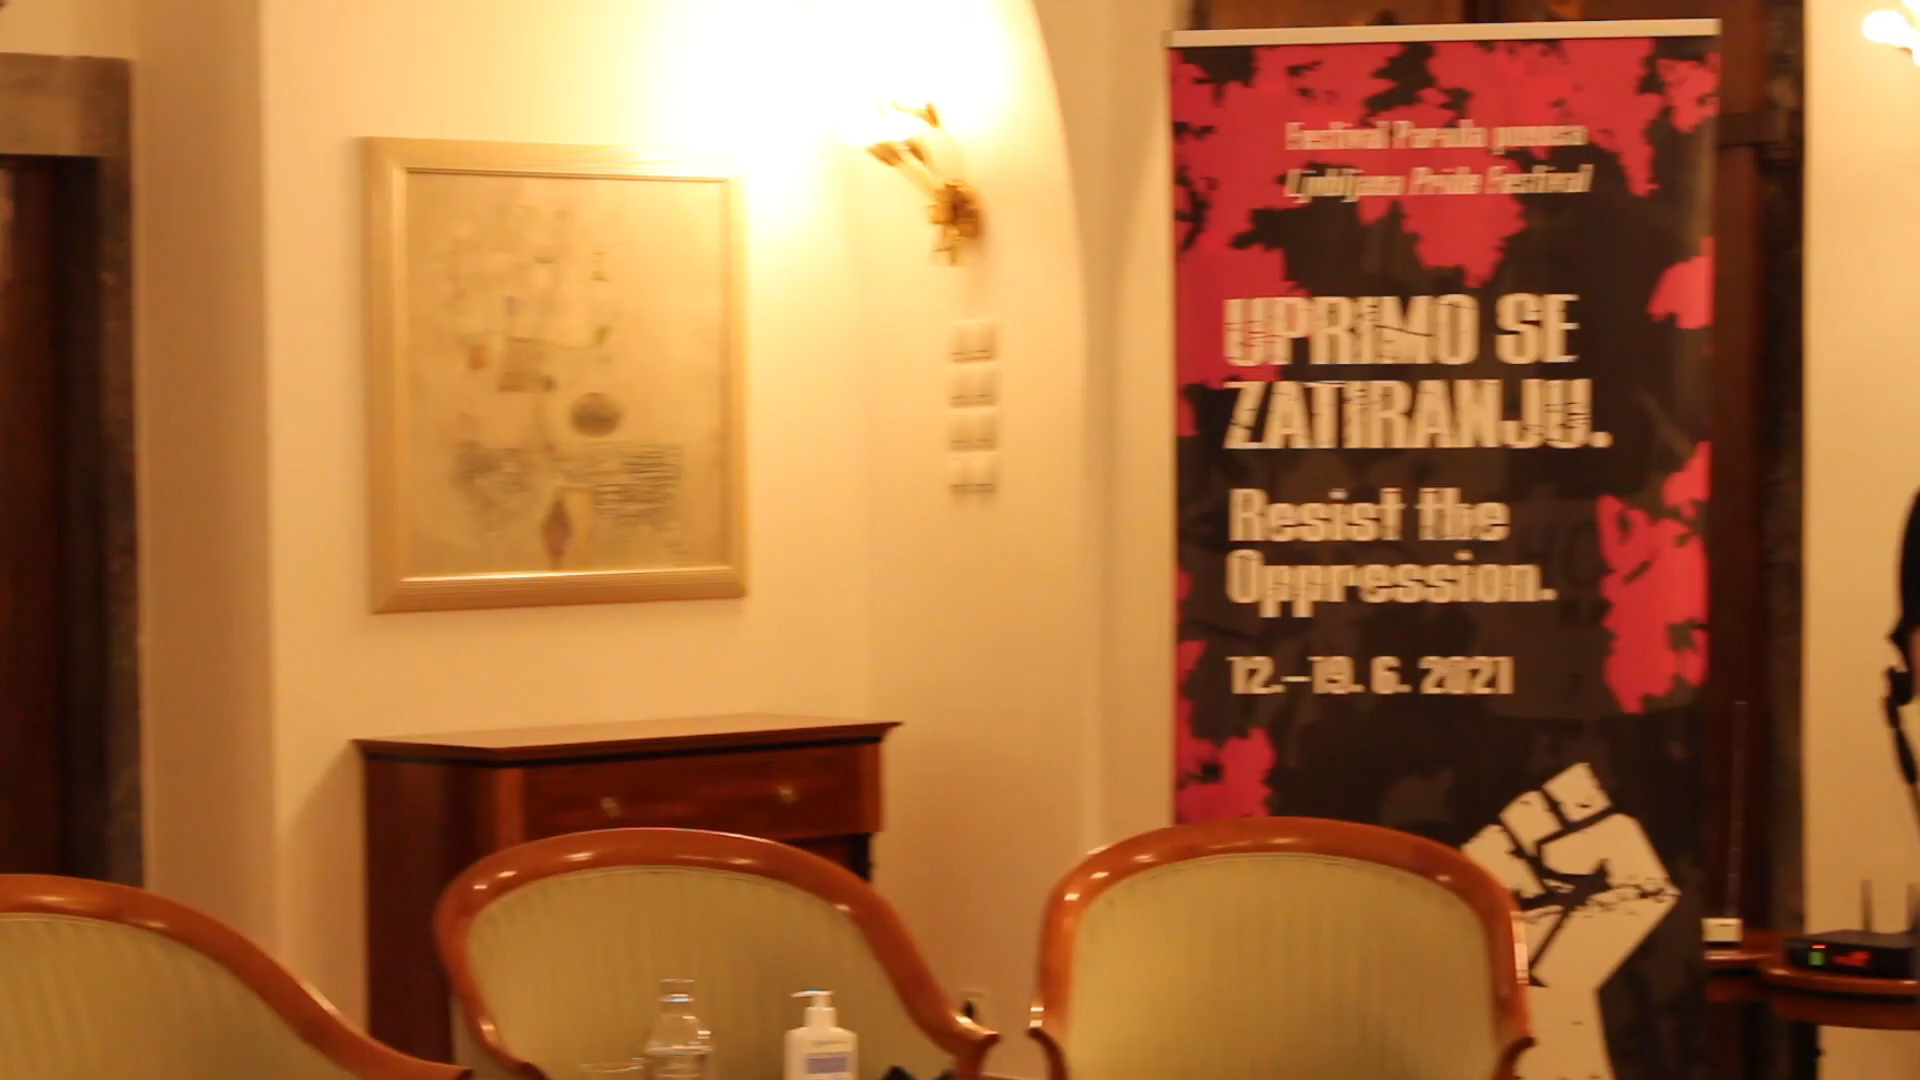 Festival Parada ponosa
Ljubljana Pride Festival
UPRIMO SE
ZATIRANJU.
Resist the
Oppression.
12.–19. 6. 2021